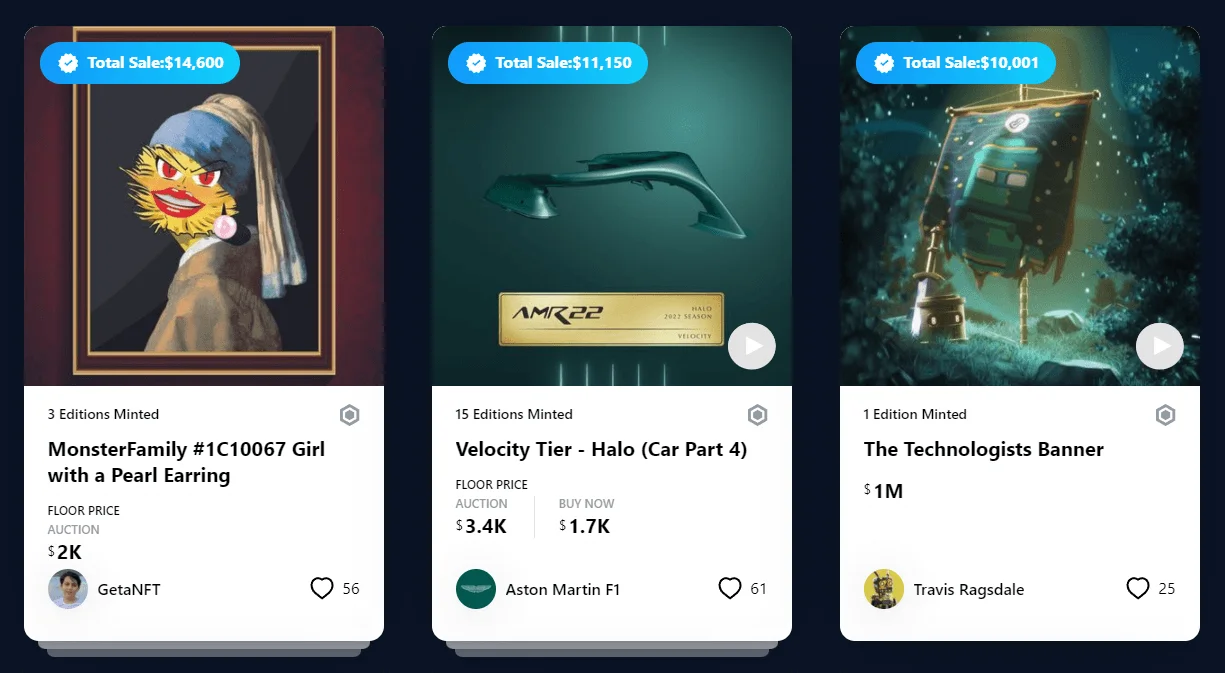 Total Sale:$14,600
3 Editions Minted
MonsterFamily #1C10067 Girl
with a Pearl Earring
FLOOR PRICE
AUCTION
$2K
GetaNFT
56
Total Sale:$11,150
AMR22
HALO
2022 SEASON
VELOCITY
15 Editions Minted
Velocity Tier - Halo (Car Part 4)
FLOOR PRICE
AUCTION
BUY NOW
$3.4K
$1.7K
Aston Martin F1
61
Total Sale:$10,001
1 Edition Minted
The Technologists Banner
$1M
Travis Ragsdale
25